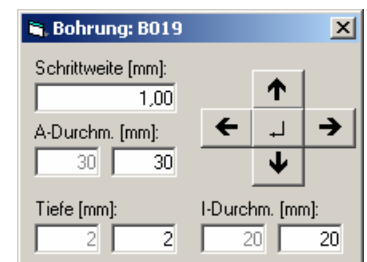 Bohrung: B019
Schrittweite [mm]:
1,00
A-Durchm. [mm]:
30 30
Tiefe [mm]: I-Durchm. [mm]:
2 2 20 20